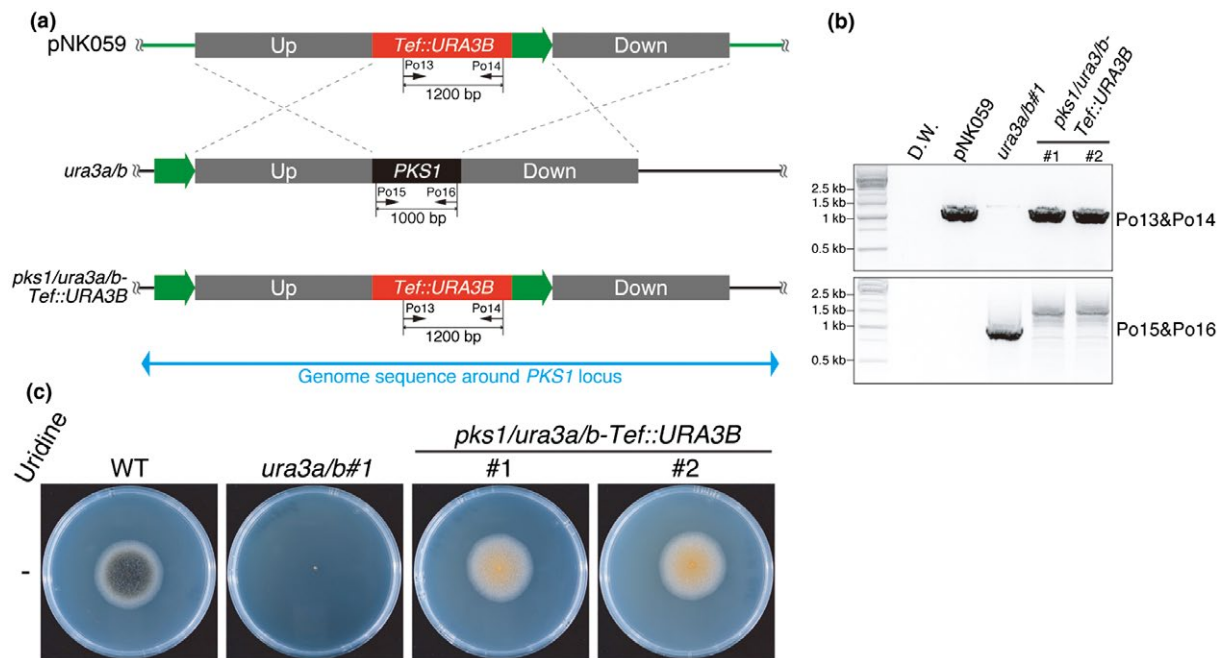 (a)
pNK059
Up
Tef::URA3B
Down
Po13
Po14
1200 bp
ura3a/b
Up
PKS1
Down
Po15
Po16
1000 bp
pks1/ura3a/b-
Tef::URA3B
Up
Tef::URA3B
Down
Po13
Po14
1200 bp
Genome sequence around PKS1 locus
(b)
D.W.
pNK059
ura3a/b#1
pks1/ura3/b-
Tef::URA3B
#1
#2
2.5 kb
1.5 kb
1 kb
0.5 kb
Po13&Po14
2.5 kb
1.5 kb
1 kb
0.5 kb
Po15&Po16
(c)
Uridine
WT
ura3a/b#1
pks1/ura3a/b-Tef::URA3B
#1
#2
-